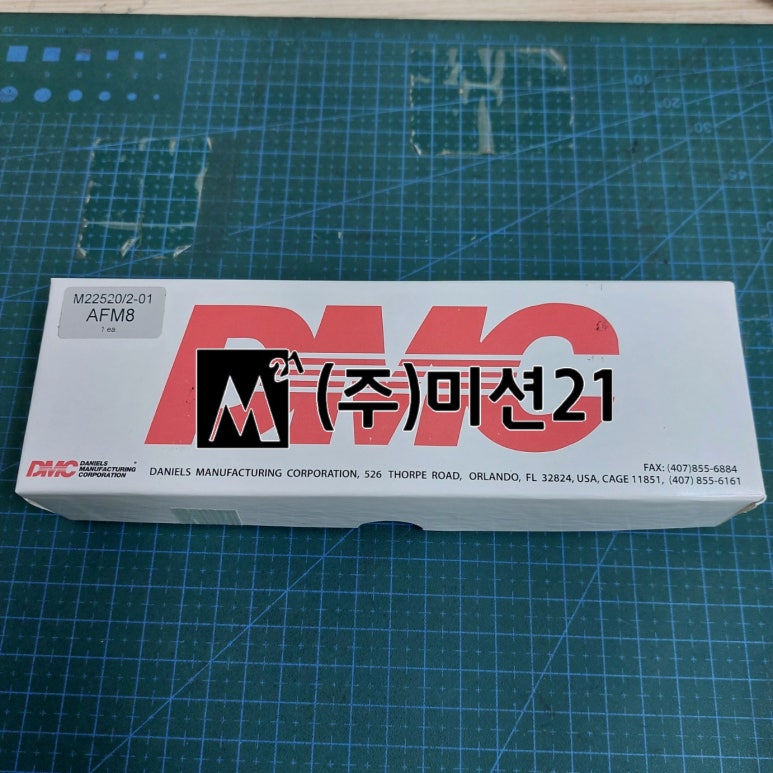 M22520/2-01
AFM8
1 ea
DMC
M21 (주)미션21
DMC DANIELS MANUFACTURING CORPORATION
DANIELS MANUFACTURING CORPORATION, 526 THORPE ROAD, ORLANDO, FL 32824, USA, CAGE 11851,
FAX: (407)855-6884
(407) 855-6161